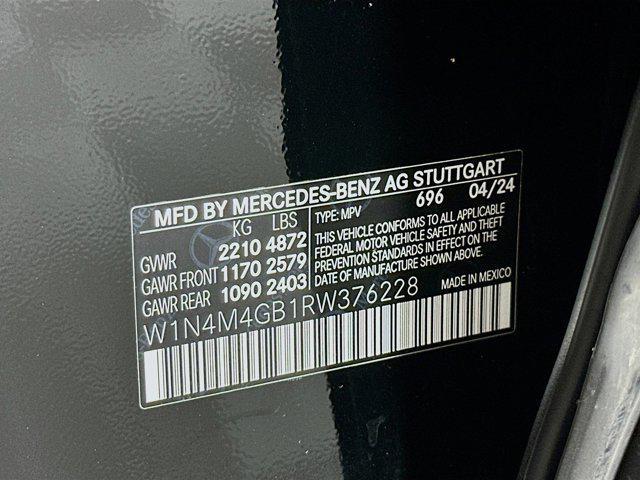 MFD BY MERCEDES-BENZ AG STUTTGART
KG LBS
GVWR 2210 4872
GAWR FRONT 1170 2579
GAWR REAR 1090 2403
TYPE: MPV 696 04/24
THIS VEHICLE CONFORMS TO ALL APPLICABLE
FEDERAL MOTOR VEHICLE SAFETY AND THEFT
PREVENTION STANDARDS IN EFFECT ON THE
DATE OF MANUFACTURE SHOWN ABOVE.
W1N4M4GB1RW376228
MADE IN MEXICO